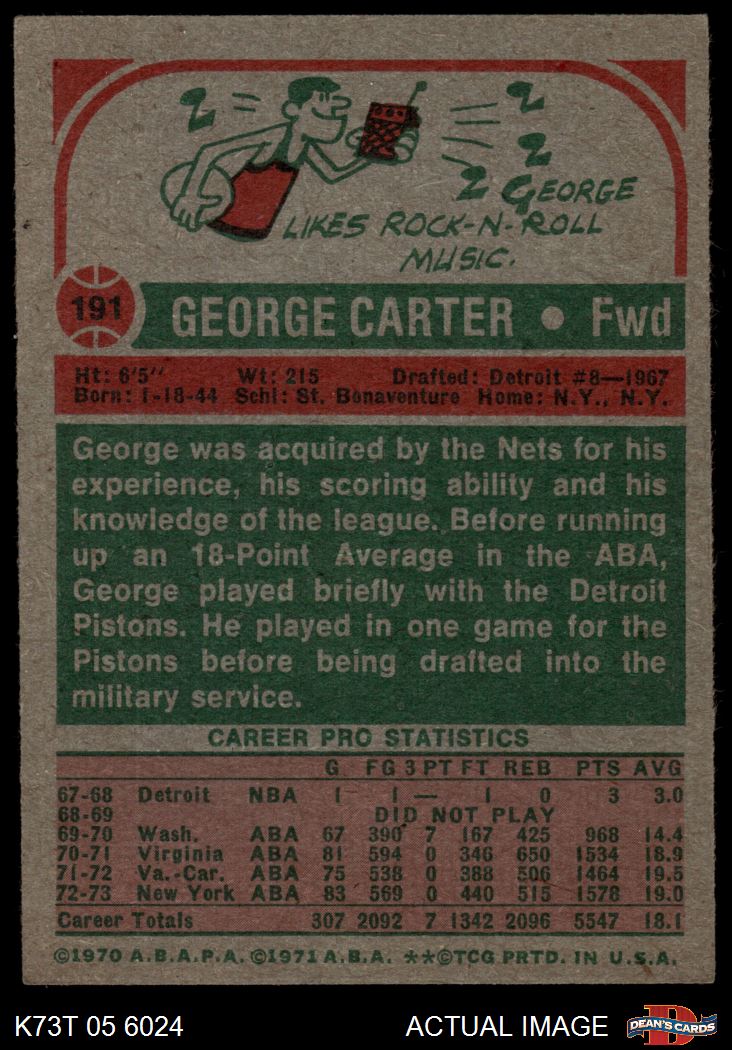 Z
Z
Z
Z GEORGE
LIKES ROCK-N-ROLL
MUSIC.
191 GEORGE CARTER • Fwd
Ht: 6'5" Wt: 215 Drafted: Detroit #8—1967
Born: 1-18-44 Schl: St. Bonaventure Home: N.Y., N.Y.
George was acquired by the Nets for his
experience, his scoring ability and his
knowledge of the league. Before running
up an 18-Point Average in the ABA,
George played briefly with the Detroit
Pistons. He played in one game for the
Pistons before being drafted into the
military service.
CAREER PRO STATISTICS
G FG 3PT FT REB PTS AVG
67-68 Detroit NBA 1 1 — 1 0 3 3.0
68-69 DID NOT PLAY
69-70 Wash. ABA 67 390 7 167 425 968 14.4
70-71 Virginia ABA 81 594 0 346 650 1534 18.9
71-72 Va.-Car. ABA 75 538 0 388 506 1464 19.5
72-73 New York ABA 83 569 0 440 515 1578 19.0
Career Totals 307 2092 7 1342 2096 5547 18.1
©1970 A.B.A.P.A. ©1971 A.B.A. **©TCG PRTD. IN U.S.A.
K73T 05 6024 ACTUAL IMAGE DEAN'S CARDS